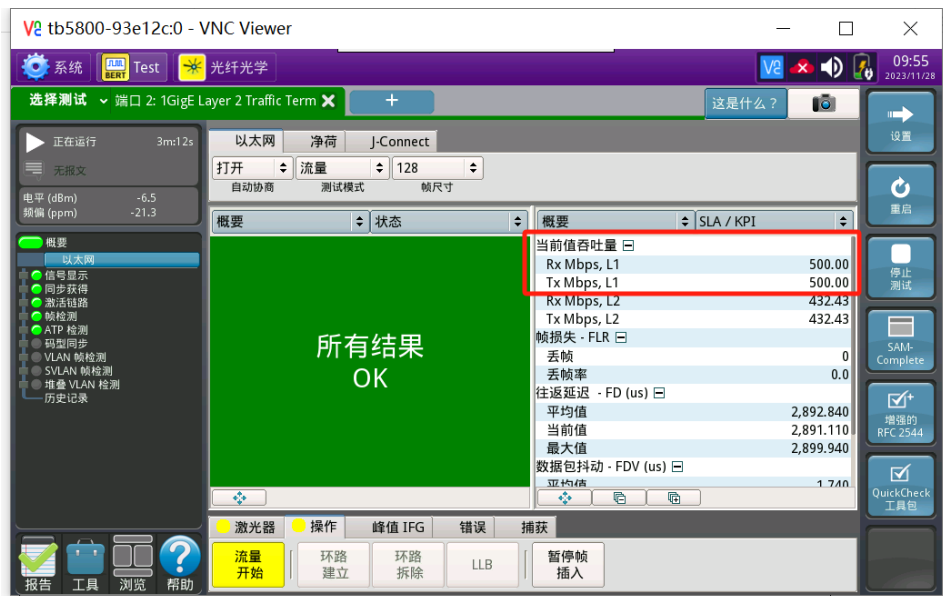 tb5800-93e12c:0 - VNC Viewer
系统
BERT
Test
光纤光学
09:55
2023/11/28
选择测试
端口 2: 1GigE Layer 2 Traffic Term
+
这是什么？
正在运行 3m:12s
无报文
电平 (dBm) -6.5
频偏 (ppm) -21.3
概要
以太网
信号显示
同步获得
激活链路
帧检测
ATP 检测
码型同步
VLAN 帧检测
SVLAN 帧检测
堆叠 VLAN 检测
历史记录
以太网 净荷 J-Connect
打开 流量 128
自动协商 测试模式 帧尺寸
概要 状态
所有结果
OK
概要 SLA / KPI
当前值吞吐量
Rx Mbps, L1 500.00
Tx Mbps, L1 500.00
Rx Mbps, L2 432.43
Tx Mbps, L2 432.43
帧损失 - FLR
丢帧 0
丢帧率 0.0
往返延迟 - FD (us)
平均值 2,892.840
当前值 2,891.110
最大值 2,899.940
数据包抖动 - FDV (us)
平均值 1.740
激光器 操作 峰值 IFG 错误 捕获
流量
开始
环路
建立
环路
拆除
LLB
暂停帧
插入
设置
重启
停止
测试
SAM-
Complete
增强的
RFC 2544
QuickCheck
工具包
报告 工具 浏览 帮助